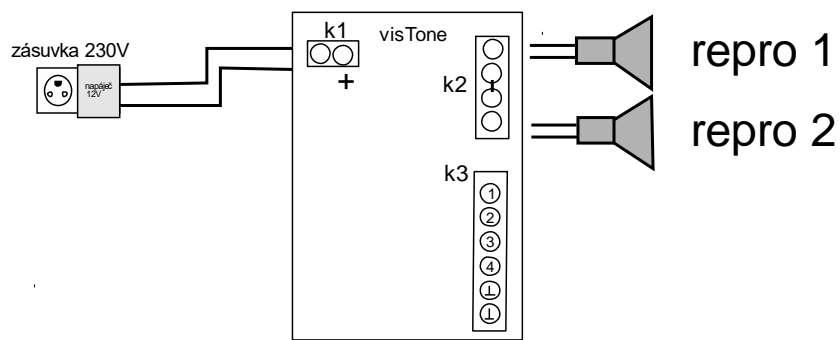 zásuvka 230V
napáječ
12V
k1
+
visTone
k2
k3
1
2
3
4
⊥
⊥
repro 1
repro 2